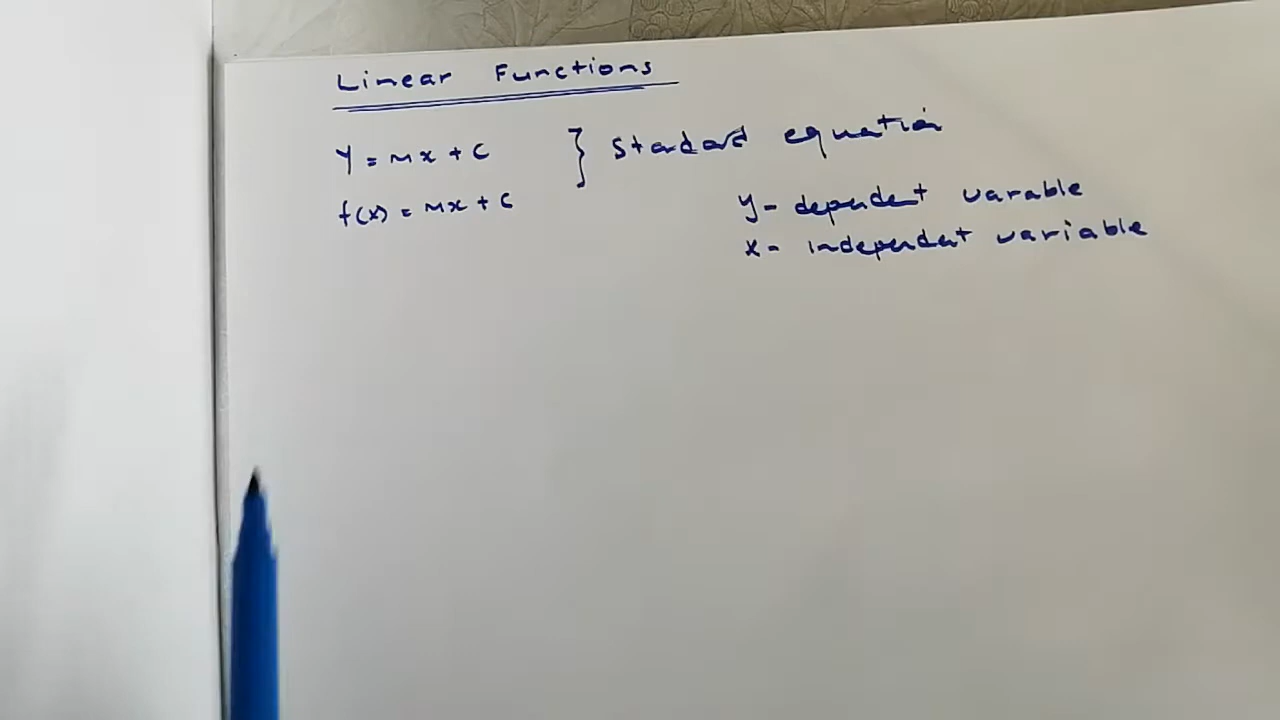 Linear Functions
Y = mx + c } Standard equation
f(x) = mx + c
y - dependent varable
x - independent variable